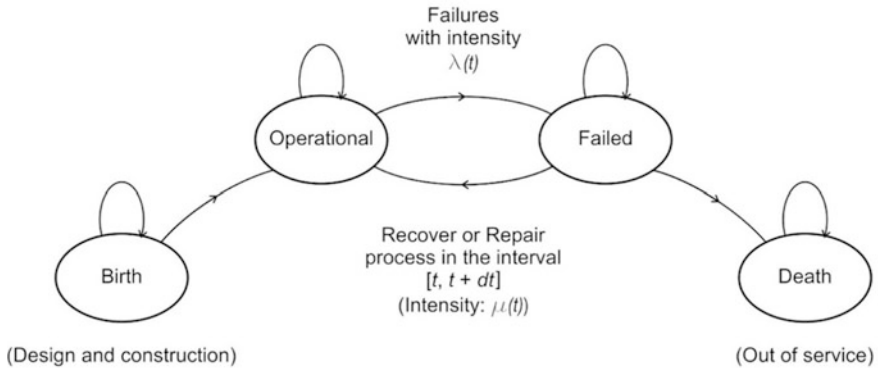 Failures
with intensity
λ(t)
Operational
Failed
Birth
Recover or Repair
process in the interval
[t, t + dt]
(Intensity: μ(t))
Death
(Design and construction)
(Out of service)